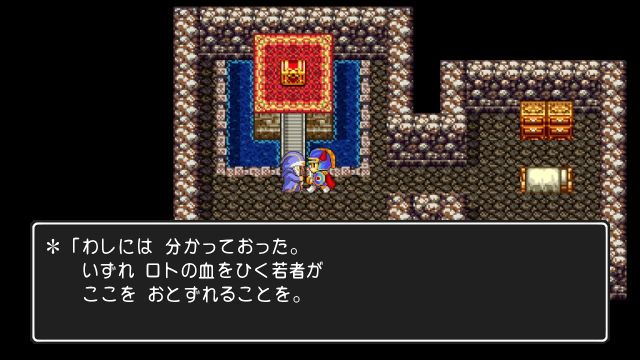 ＊「わしには 分かっておった。
いずれ ロトの血をひく若者が
ここを おとずれることを。